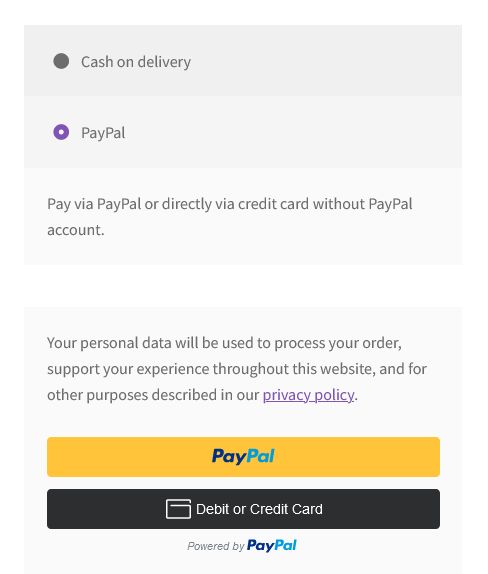 Cash on delivery
PayPal
Pay via PayPal or directly via credit card without PayPal
account.
Your personal data will be used to process your order,
support your experience throughout this website, and for
other purposes described in our privacy policy.
PayPal
Debit or Credit Card
Powered by PayPal